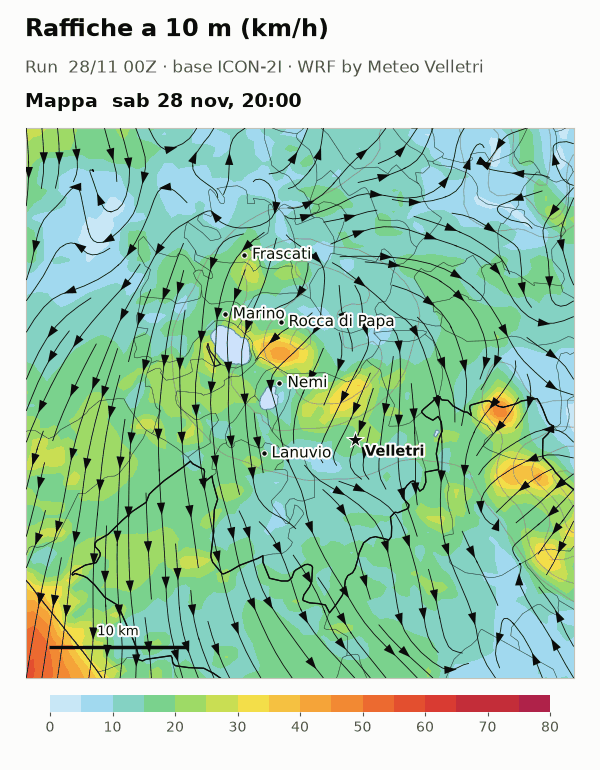 Raffiche a 10 m (km/h)
Run 28/11 00Z · base ICON-2I · WRF by Meteo Velletri
Mappa sab 28 nov, 20:00
Frascati
Marino
Rocca di Papa
Nemi
Velletri
Lanuvio
10 km
0 10 20 30 40 50 60 70 80